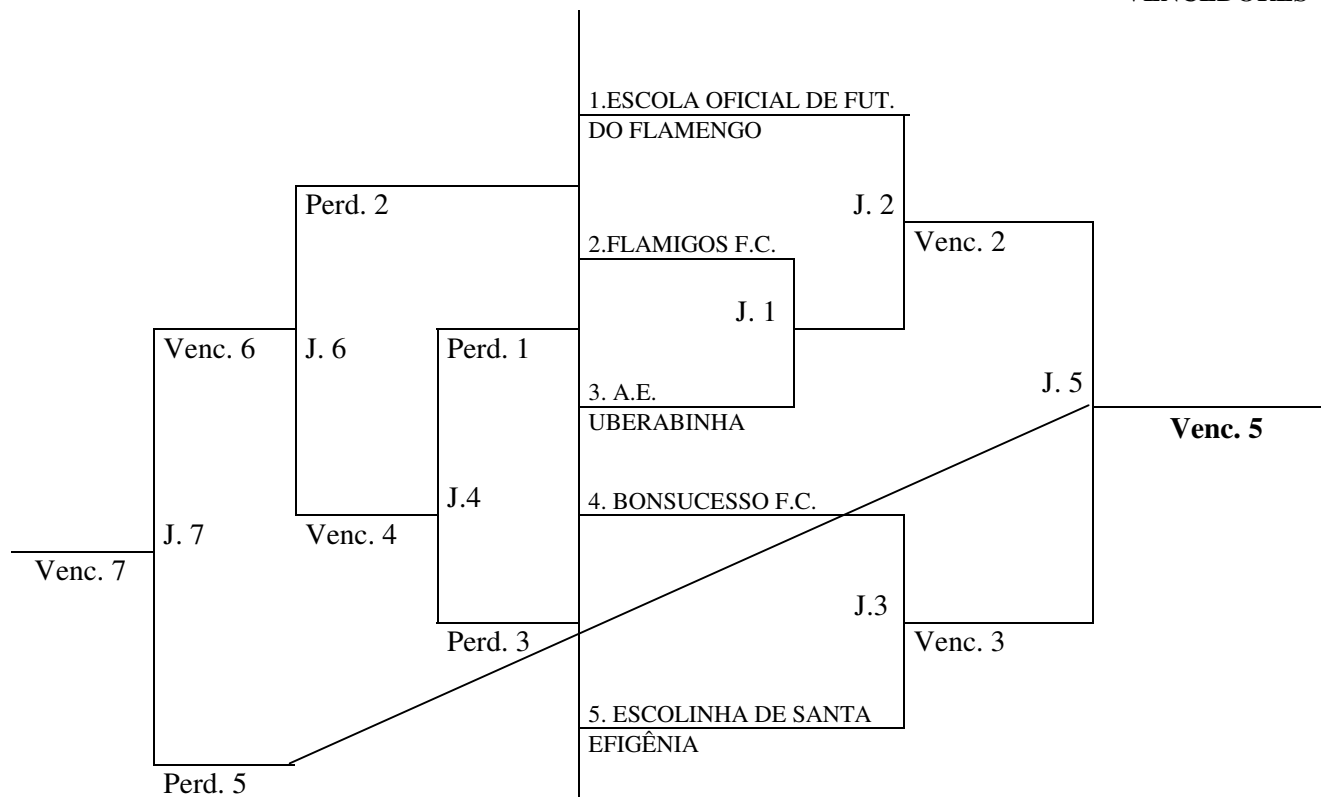 VENCEDORES
1.ESCOLA OFICIAL DE FUT.
DO FLAMENGO
Perd. 2
J. 2
2.FLAMIGOS F.C.
Venc. 2
J. 1
Venc. 6
J. 6
Perd. 1
3. A.E.
UBERABINHA
J. 5
Venc. 5
J.4
4. BONSUCESSO F.C.
J. 7
Venc. 4
Venc. 7
J.3
Perd. 3
Venc. 3
5. ESCOLINHA DE SANTA
EFIGÊNIA
Perd. 5